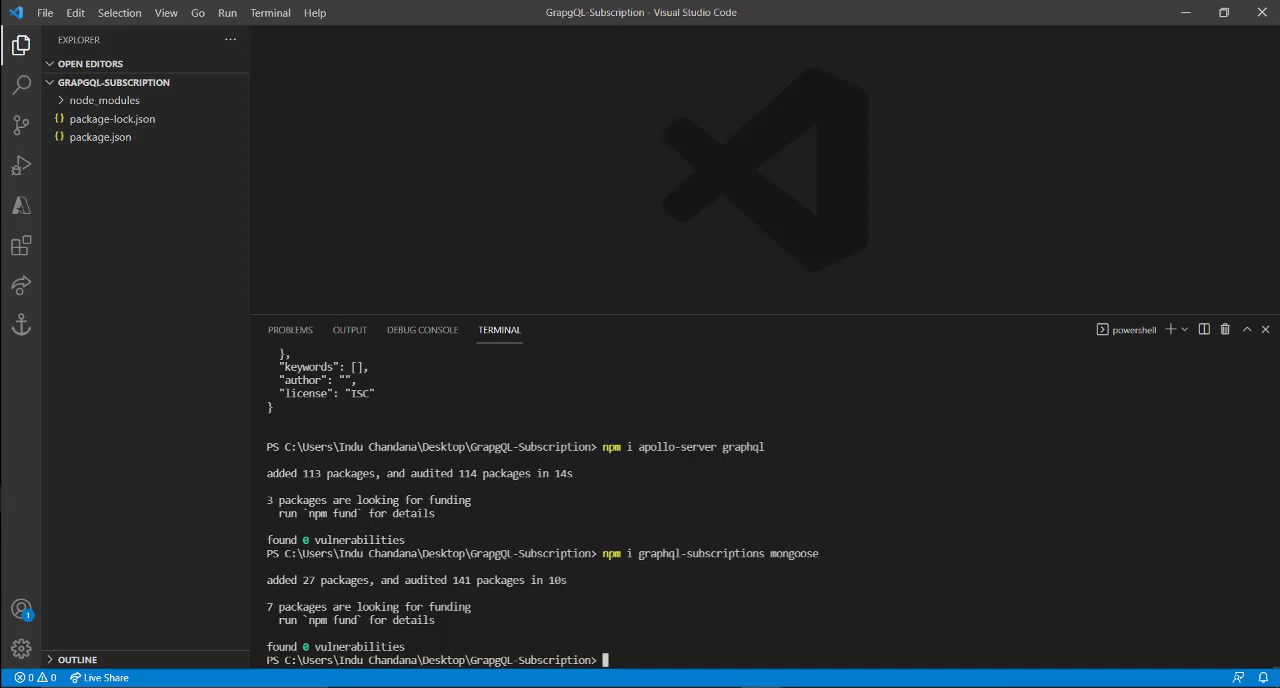 File Edit Selection View Go Run Terminal Help
GrapgQL-Subscription - Visual Studio Code
EXPLORER
OPEN EDITORS
GRAPGQL-SUBSCRIPTION
node_modules
{} package-lock.json
{} package.json
PROBLEMS OUTPUT DEBUG CONSOLE TERMINAL
powershell
},
"keywords": [],
"author": "",
"license": "ISC"
}
PS C:\Users\Indu Chandana\Desktop\GrapgQL-Subscription> npm i apollo-server graphql
added 113 packages, and audited 114 packages in 14s
3 packages are looking for funding
run `npm fund` for details
found 0 vulnerabilities
PS C:\Users\Indu Chandana\Desktop\GrapgQL-Subscription> npm i graphql-subscriptions mongoose
added 27 packages, and audited 141 packages in 10s
7 packages are looking for funding
run `npm fund` for details
found 0 vulnerabilities
PS C:\Users\Indu Chandana\Desktop\GrapgQL-Subscription>
1
OUTLINE
0 0 Live Share